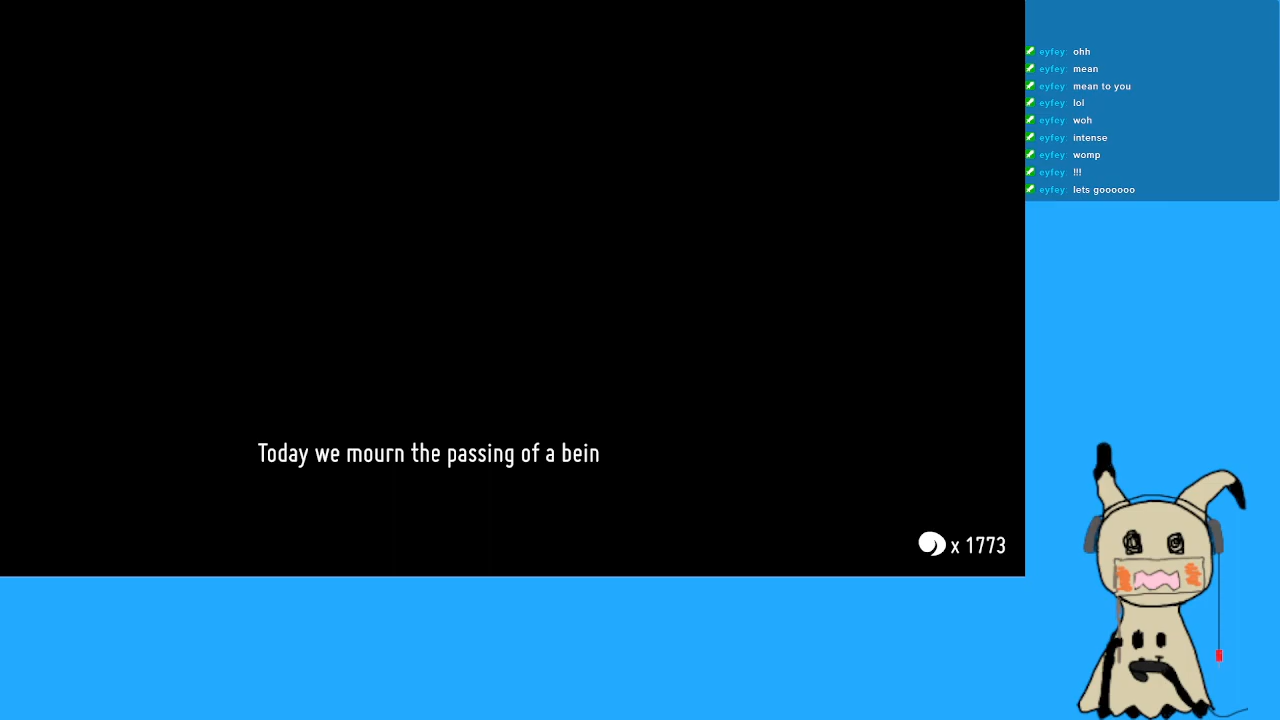 eyfey: ohh
eyfey: mean
eyfey: mean to you
eyfey: lol
eyfey: woh
eyfey: intense
eyfey: womp
eyfey: !!!
eyfey: lets goooooo
Today we mourn the passing of a bein
x 1773